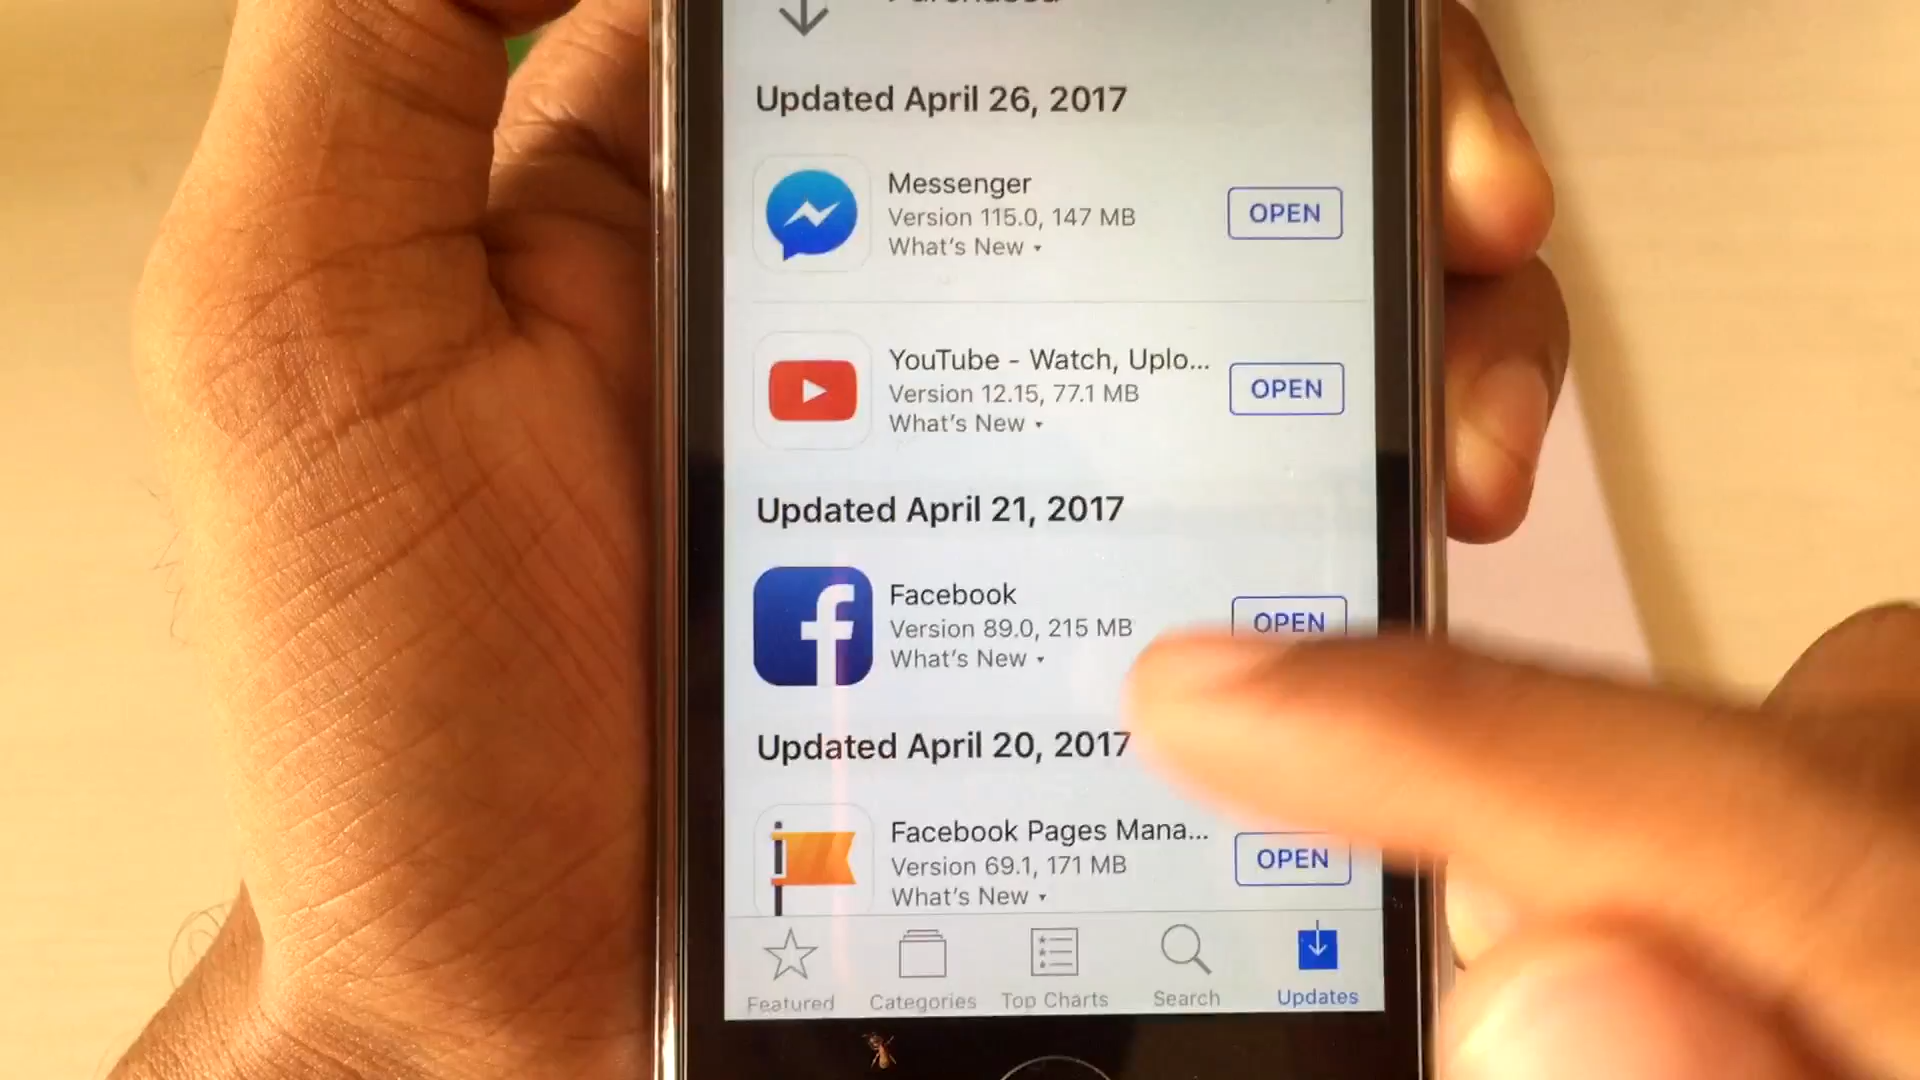 Purchased
Updated April 26, 2017
Messenger
Version 115.0, 147 MB
What's New
OPEN
YouTube - Watch, Uplo...
Version 12.15, 77.1 MB
What's New
OPEN
Updated April 21, 2017
Facebook
Version 89.0, 215 MB
What's New
OPEN
Updated April 20, 2017
Facebook Pages Mana...
Version 69.1, 171 MB
What's New
OPEN
Featured
Categories
Top Charts
Search
Updates